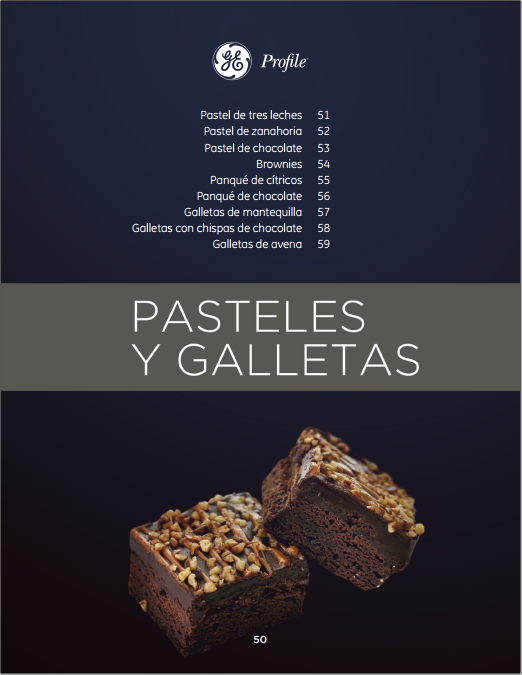 GE Profile
Pastel de tres leches 51
Pastel de zanahoria 52
Pastel de chocolate 53
Brownies 54
Panqué de cítricos 55
Panqué de chocolate 56
Galletas de mantequilla 57
Galletas con chispas de chocolate 58
Galletas de avena 59
PASTELES
Y GALLETAS
50